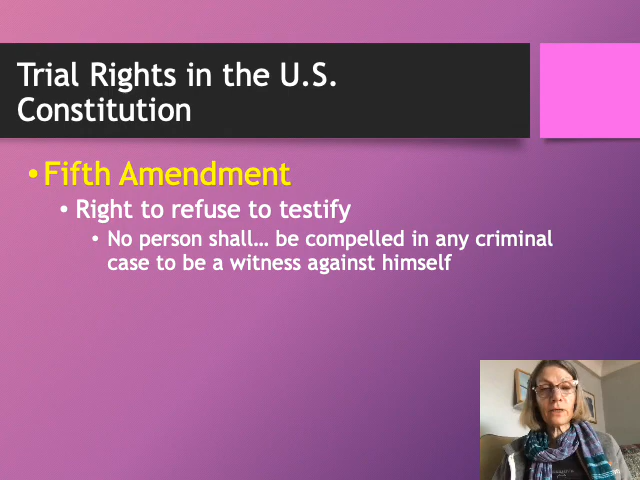 Trial Rights in the U.S.
Constitution
• Fifth Amendment
• Right to refuse to testify
• No person shall… be compelled in any criminal
case to be a witness against himself